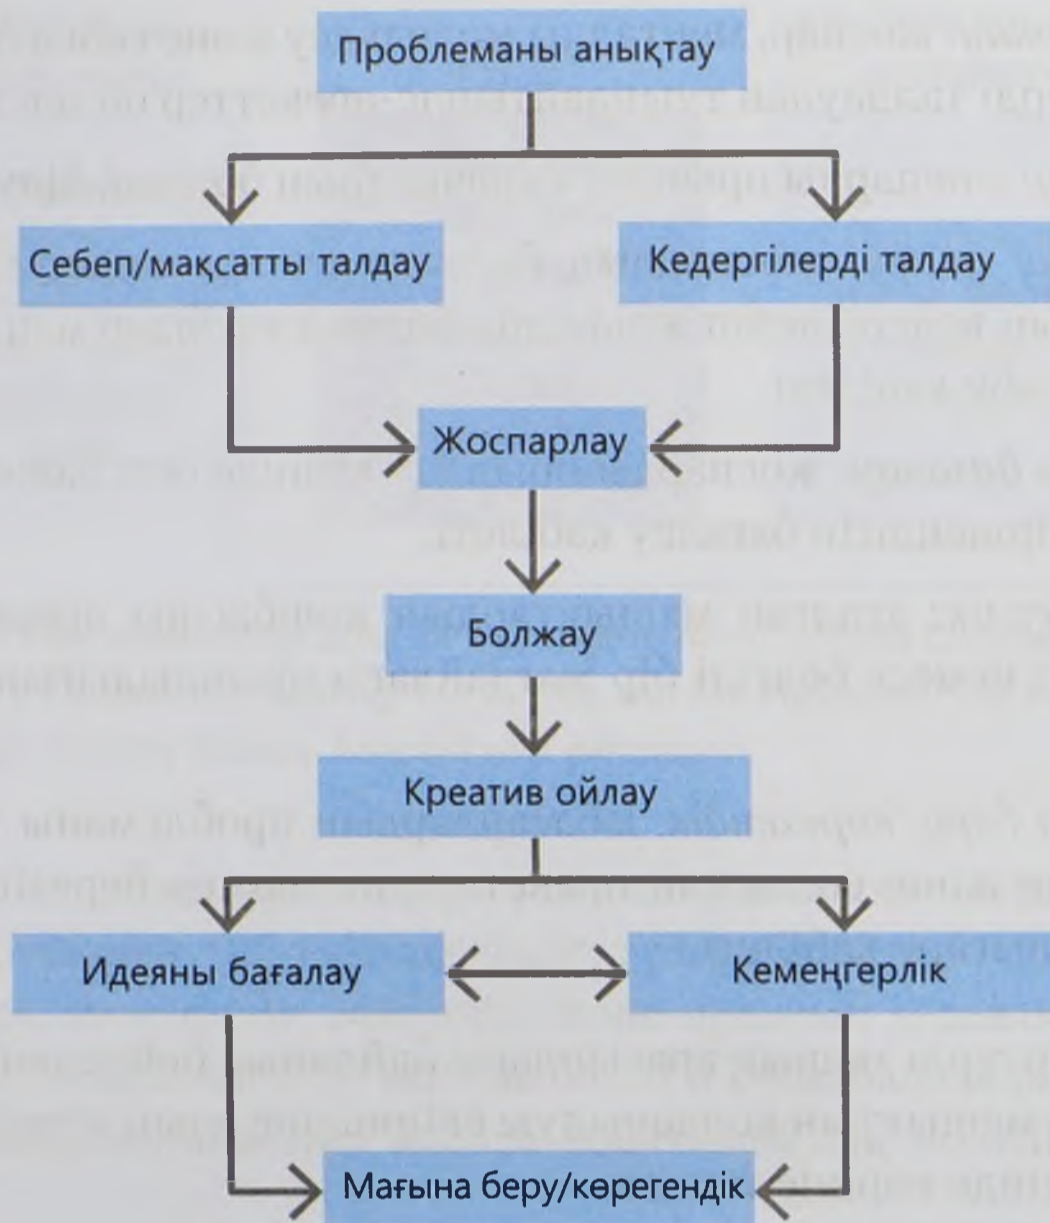 Проблеманы анықтау
Себеп/мақсатты талдау
Кедергілерді талдау
Жоспарлау
Болжау
Креатив ойлау
Идеяны бағалау
Кемеңгерлік
Мағына беру/көрегендік